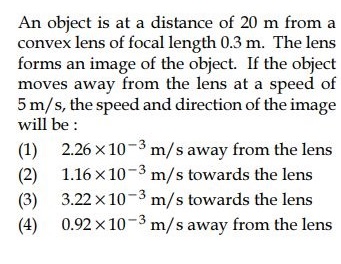 An object is at a distance of 20 m from a
convex lens of focal length 0.3 m. The lens
forms an image of the object. If the object
moves away from the lens at a speed of
5 m/s, the speed and direction of the image
will be :
(1) 2.26 × 10⁻³ m/s away from the lens
(2) 1.16 × 10⁻³ m/s towards the lens
(3) 3.22 × 10⁻³ m/s towards the lens
(4) 0.92 × 10⁻³ m/s away from the lens